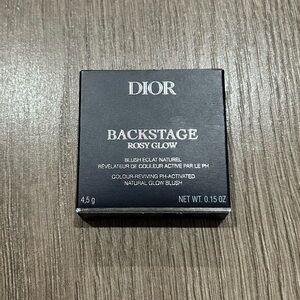 DIOR
BACKSTAGE
ROSY GLOW
BLUSH ÉCLAT NATUREL
RÉVÉLATEUR DE COULEUR ACTIVÉ PAR LE PH
COLOUR-REVIVING PH-ACTIVATED
NATURAL GLOW BLUSH
4,5 g NET WT. 0.15 OZ